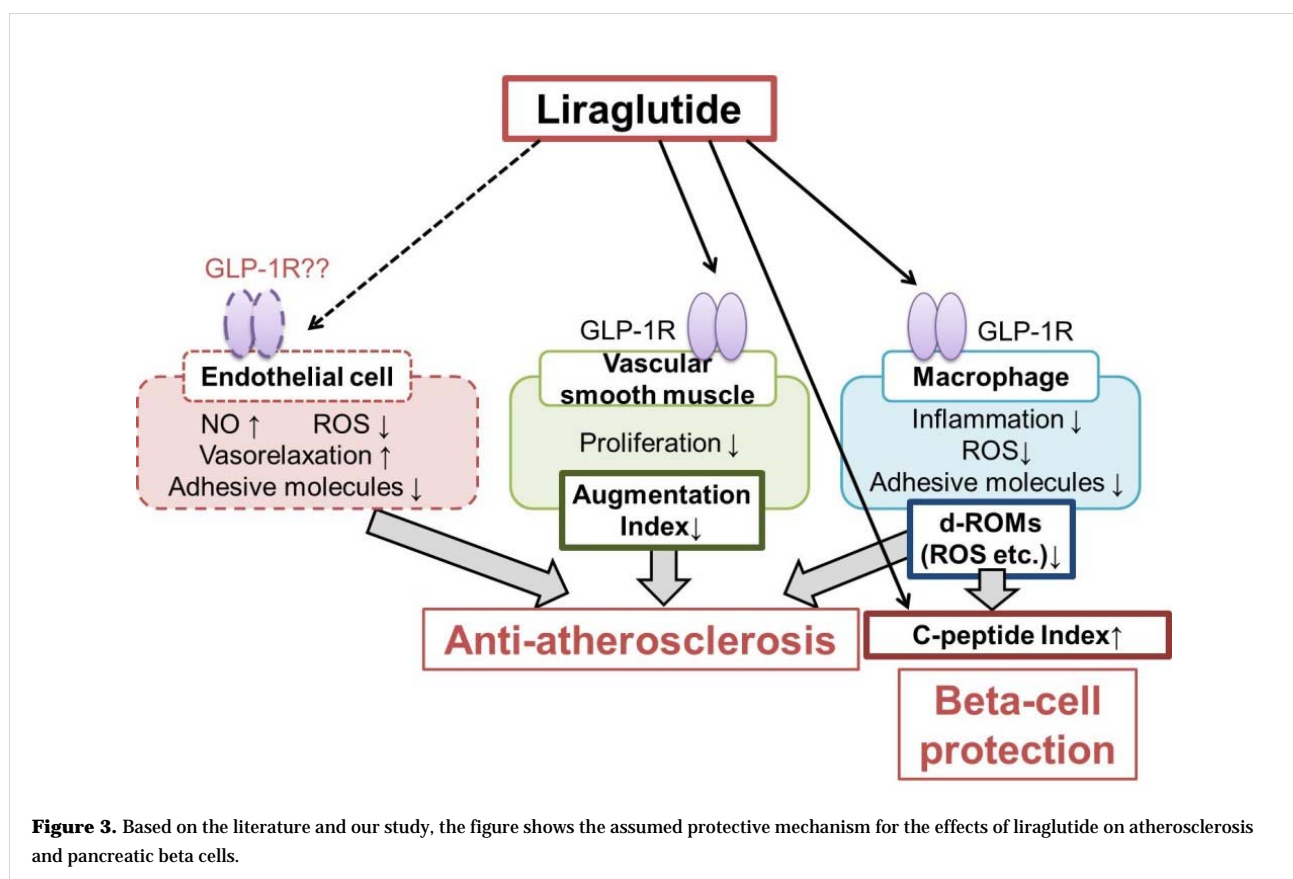 Liraglutide
GLP-1R??
GLP-1R
GLP-1R
Endothelial cell
NO ↑ ROS ↓
Vasorelaxation ↑
Adhesive molecules ↓
Vascular
smooth muscle
Proliferation ↓
Augmentation
Index↓
Macrophage
Inflammation ↓
ROS↓
Adhesive molecules ↓
d-ROMs
(ROS etc.)↓
Anti-atherosclerosis
C-peptide Index↑
Beta-cell
protection
Figure 3. Based on the literature and our study, the figure shows the assumed protective mechanism for the effects of liraglutide on atherosclerosis
and pancreatic beta cells.